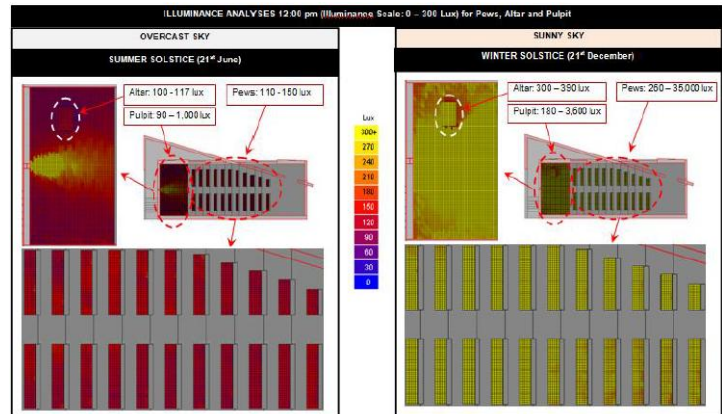 ILLUMINANCE ANALYSES 12:00 pm (Illuminance Scale: 0 – 300 Lux) for Pews, Altar and Pulpit
OVERCAST SKY
SUMMER SOLSTICE (21st June)
Altar: 100 - 117 lux
Pews: 110 - 150 lux
Pulpit: 90 – 1,000 lux
Lux
300+
270
240
210
180
150
120
90
60
30
0
SUNNY SKY
WINTER SOLSTICE (21st December)
Altar: 300 – 390 lux
Pews: 260 – 35,000 lux
Pulpit: 180 – 3,600 lux